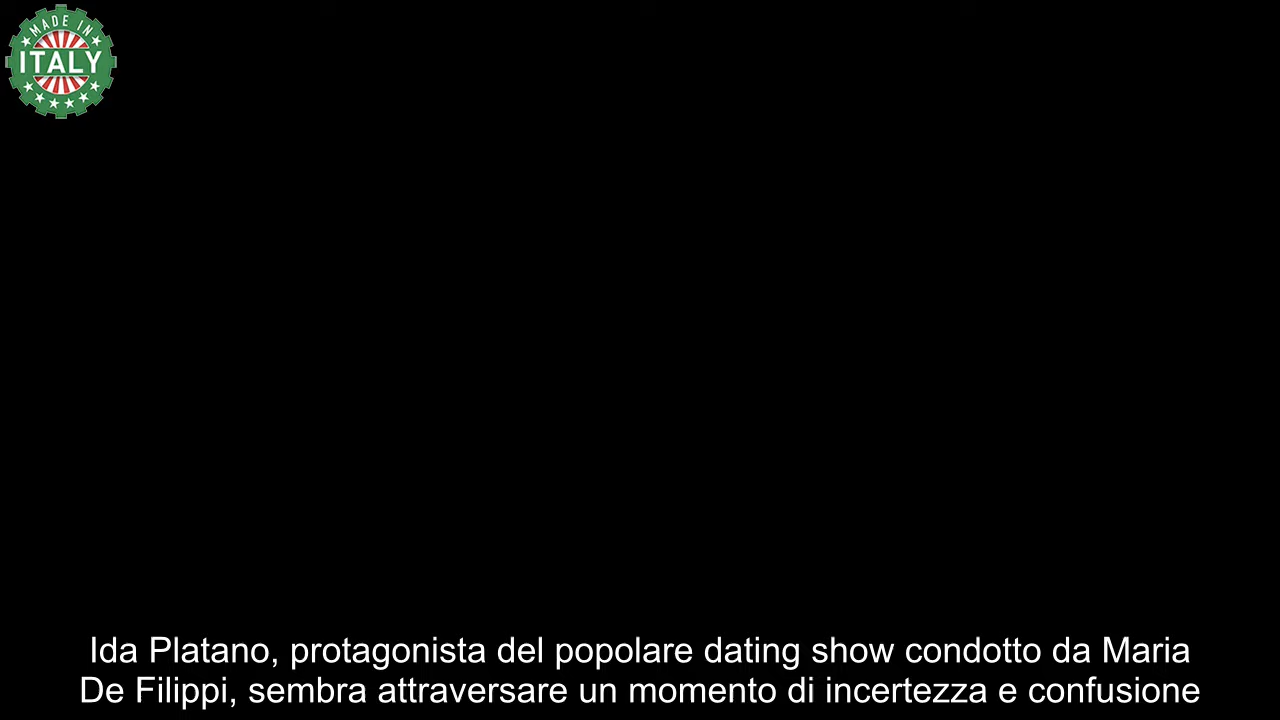 MADE IN
ITALY
Ida Platano, protagonista del popolare dating show condotto da Maria
De Filippi, sembra attraversare un momento di incertezza e confusione